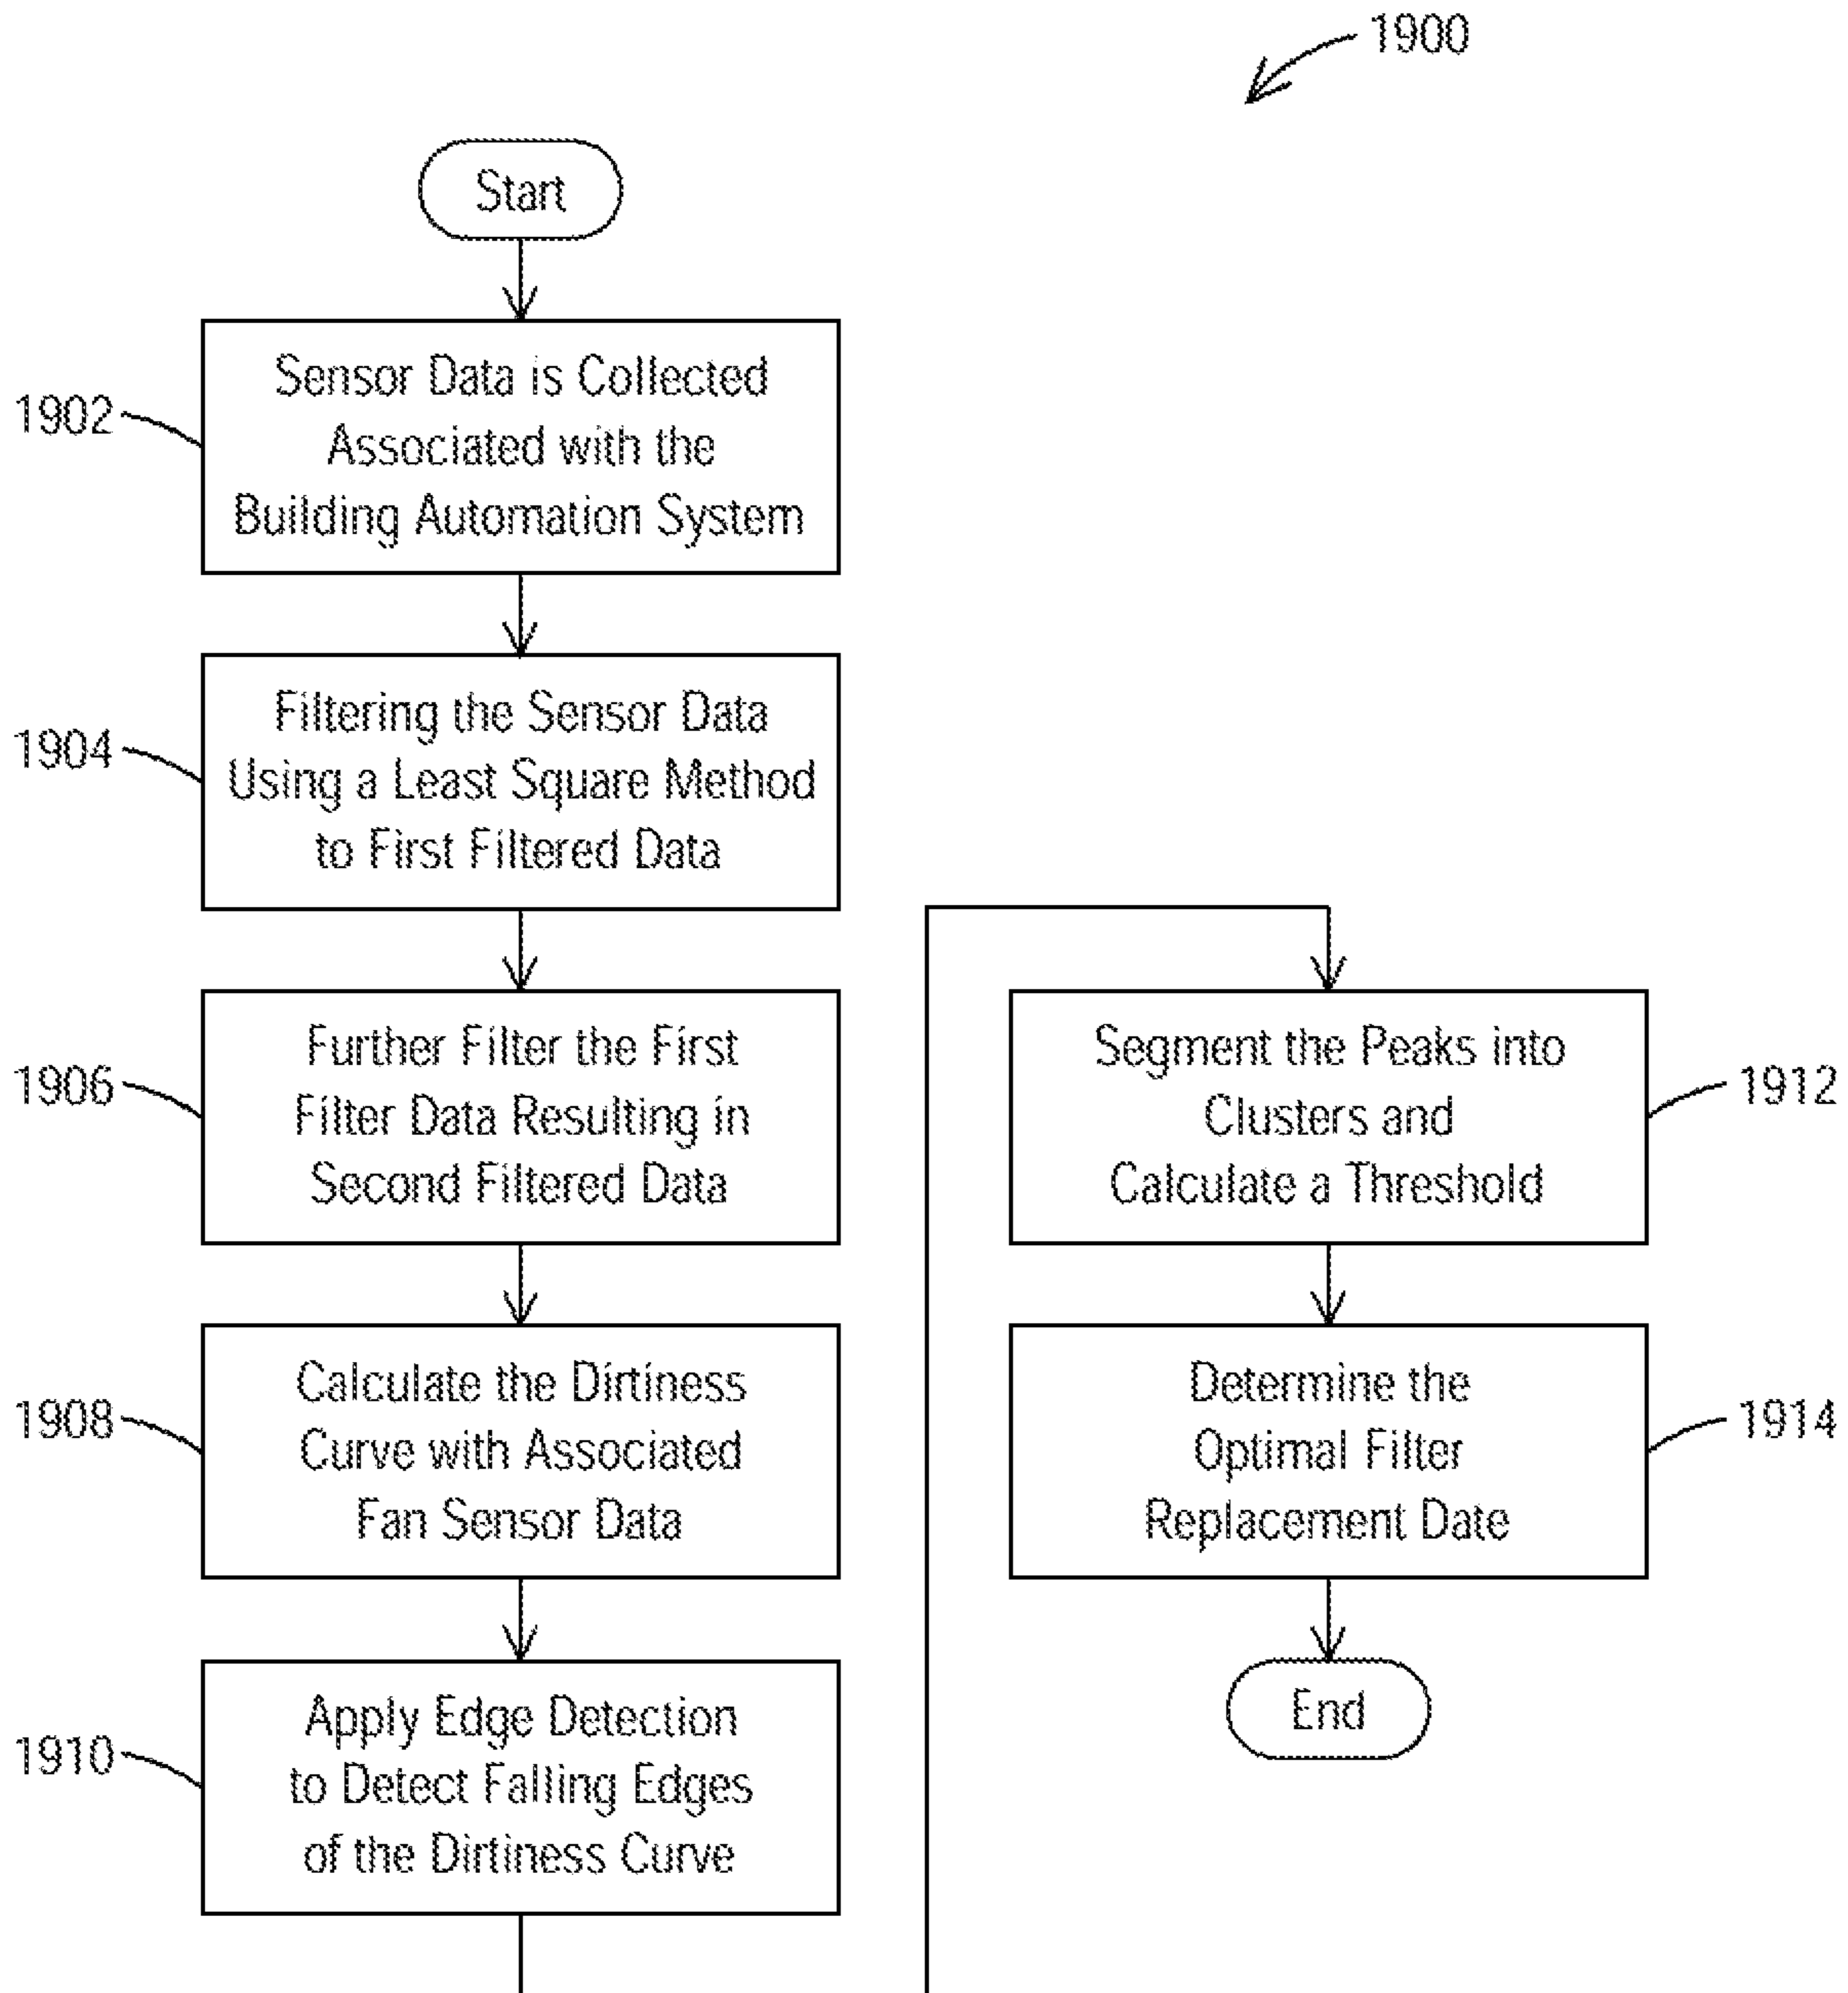 1900
Start
1902
Sensor Data is Collected
Associated with the
Building Automation System
1904
Filtering the Sensor Data
Using a Least Square Method
to First Filtered Data
1906
Further Filter the First
Filter Data Resulting in
Second Filtered Data
1908
Calculate the Dirtiness
Curve with Associated
Fan Sensor Data
1910
Apply Edge Detection
to Detect Falling Edges
of the Dirtiness Curve
Segment the Peaks into
Clusters and
Calculate a Threshold
1912
Determine the
Optimal Filter
Replacement Date
1914
End